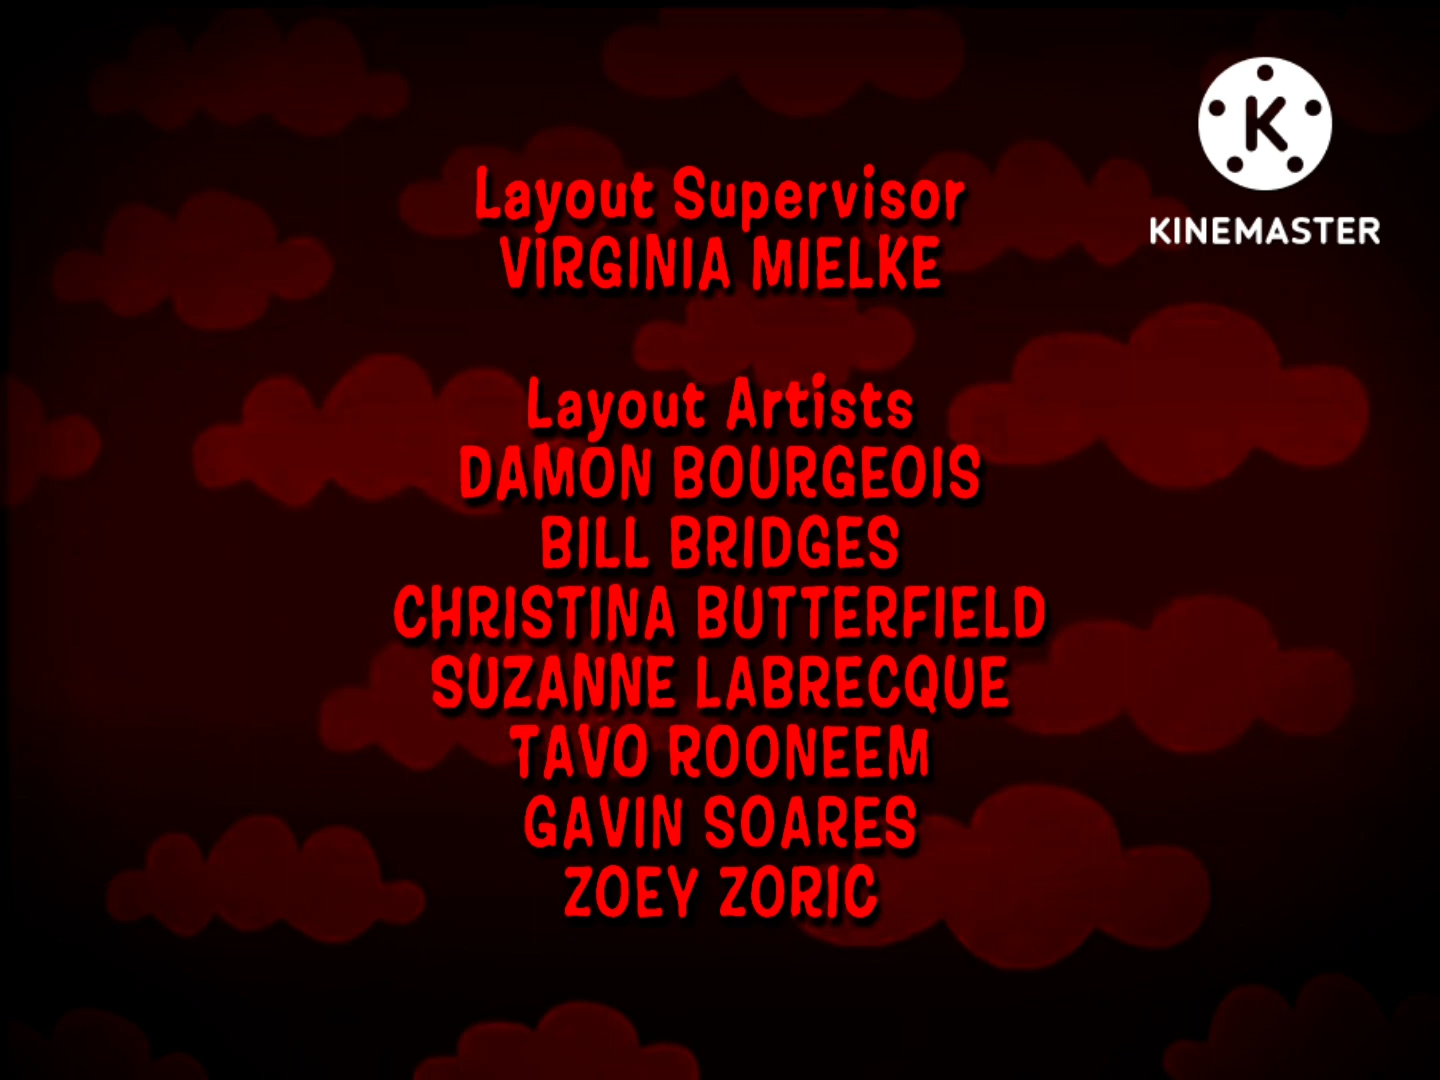 Layout Supervisor
VIRGINIA MIELKE
Layout Artists
DAMON BOURGEOIS
BILL BRIDGES
CHRISTINA BUTTERFIELD
SUZANNE LABRECQUE
TAVO ROONEEM
GAVIN SOARES
ZOEY ZORIC
K
KINEMASTER